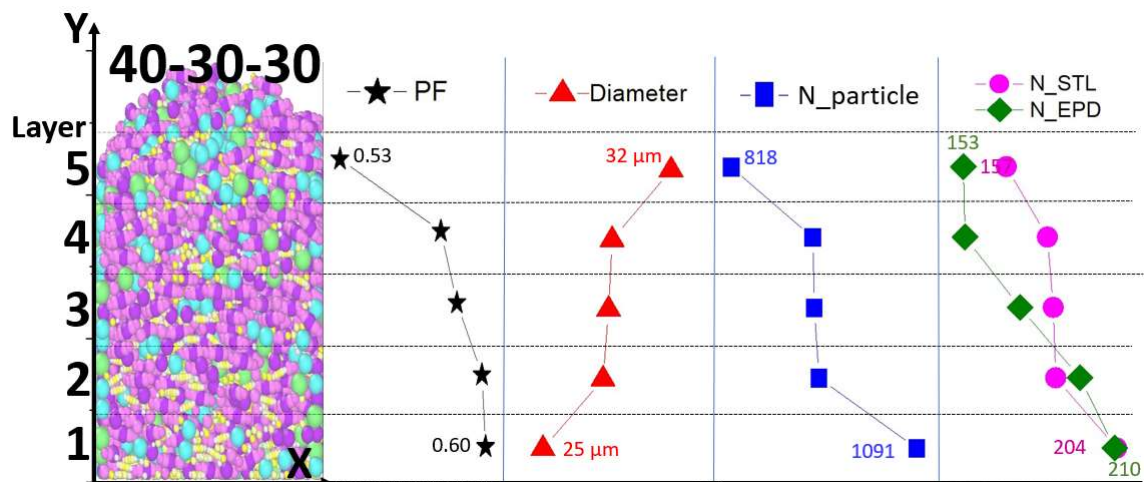 Y
40-30-30
PF
Diameter
N_particle
N_STL
N_EPD
Layer
5
0.53
32 µm
818
153
157
4
3
2
1
0.60
25 µm
1091
204
210
X